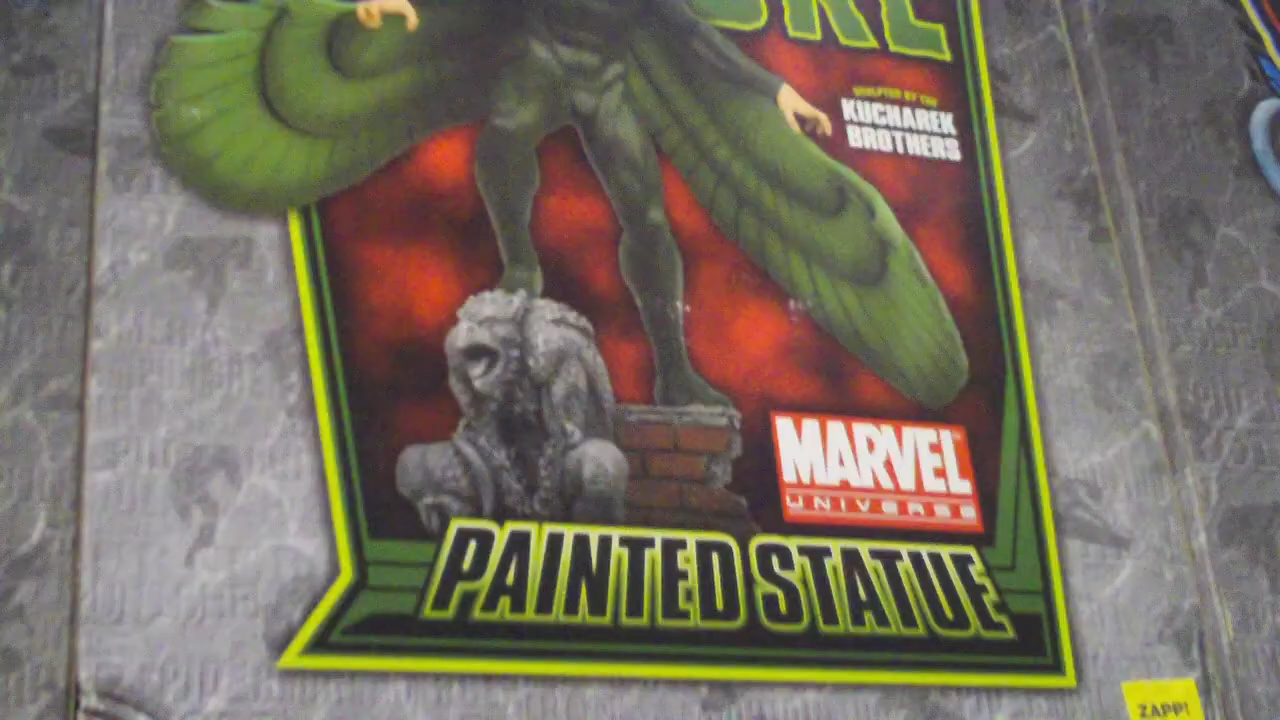 SCULPTED BY THE
KUCHAREK
BROTHERS
MARVEL
UNIVERSE
PAINTED STATUE
ZAPP!